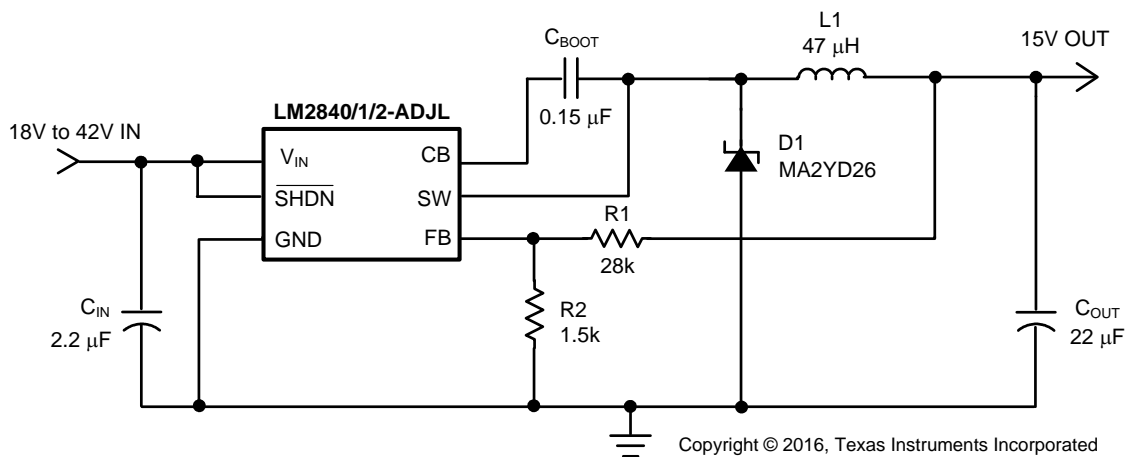 L1
47 μH
15V OUT
C_BOOT
0.15 μF
LM2840/1/2-ADJL
18V to 42V IN
V_IN
CB
SHDN
SW
GND
FB
D1
MA2YD26
R1
28k
R2
1.5k
C_IN
2.2 μF
C_OUT
22 μF
Copyright © 2016, Texas Instruments Incorporated